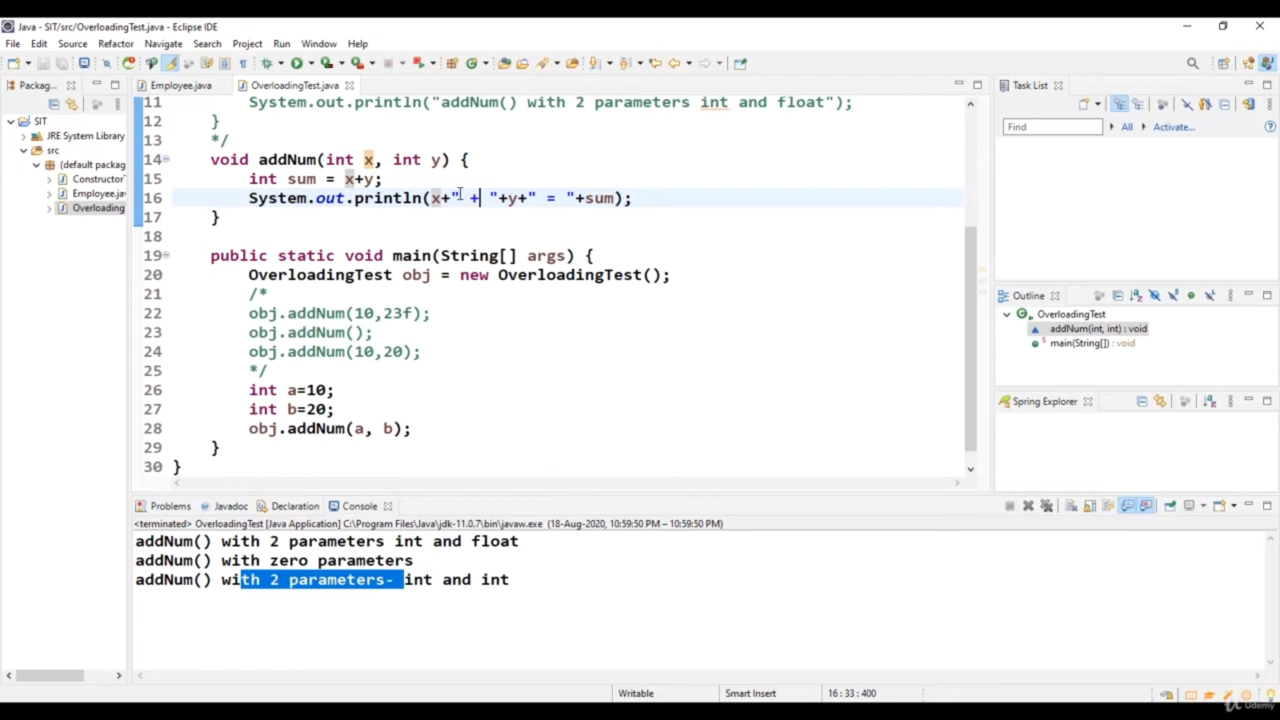 Java - SIT/src/OverloadingTest.java - Eclipse IDE
File Edit Source Refactor Navigate Search Project Run Window Help
Packag...
Employee.java
OverloadingTest.java
Task List
SIT
JRE System Library
src
(default packag
Constructor
Employee.jav
Overloading
11 System.out.println("addNum() with 2 parameters int and float");
12 }
13 */
14 void addNum(int x, int y) {
15 int sum = x+y;
16 System.out.println(x+" + "+y+" = "+sum);
17 }
18
19 public static void main(String[] args) {
20 OverloadingTest obj = new OverloadingTest();
21 /*
22 obj.addNum(10,23f);
23 obj.addNum();
24 obj.addNum(10,20);
25 */
26 int a=10;
27 int b=20;
28 obj.addNum(a, b);
29 }
30 }
Find All Activate...
Outline
OverloadingTest
addNum(int, int) : void
main(String[]) : void
Spring Explorer
Problems Javadoc Declaration Console
<terminated> OverloadingTest [Java Application] C:\Program Files\Java\jdk-11.0.7\bin\javaw.exe (18-Aug-2020, 10:59:50 PM – 10:59:50 PM)
addNum() with 2 parameters int and float
addNum() with zero parameters
addNum() with 2 parameters- int and int
Writable Smart Insert 16 : 33 : 400
Udemy